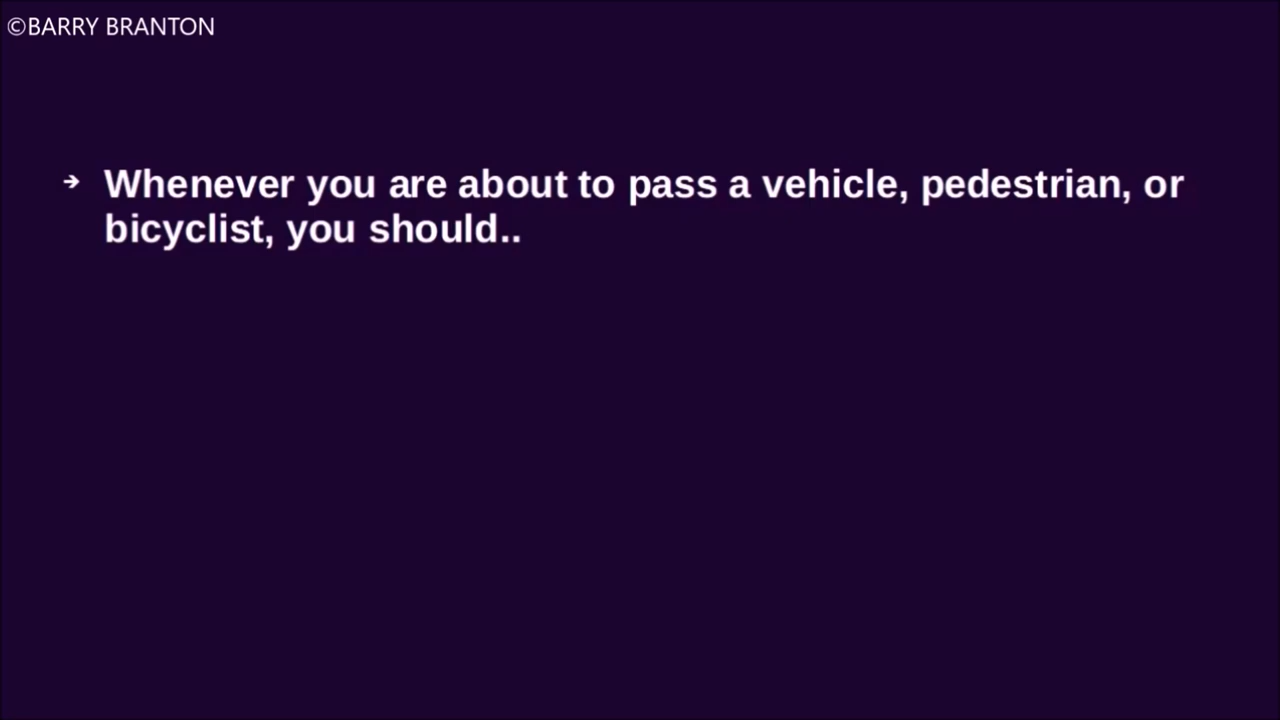 ©BARRY BRANTON
➔ Whenever you are about to pass a vehicle, pedestrian, or
bicyclist, you should..